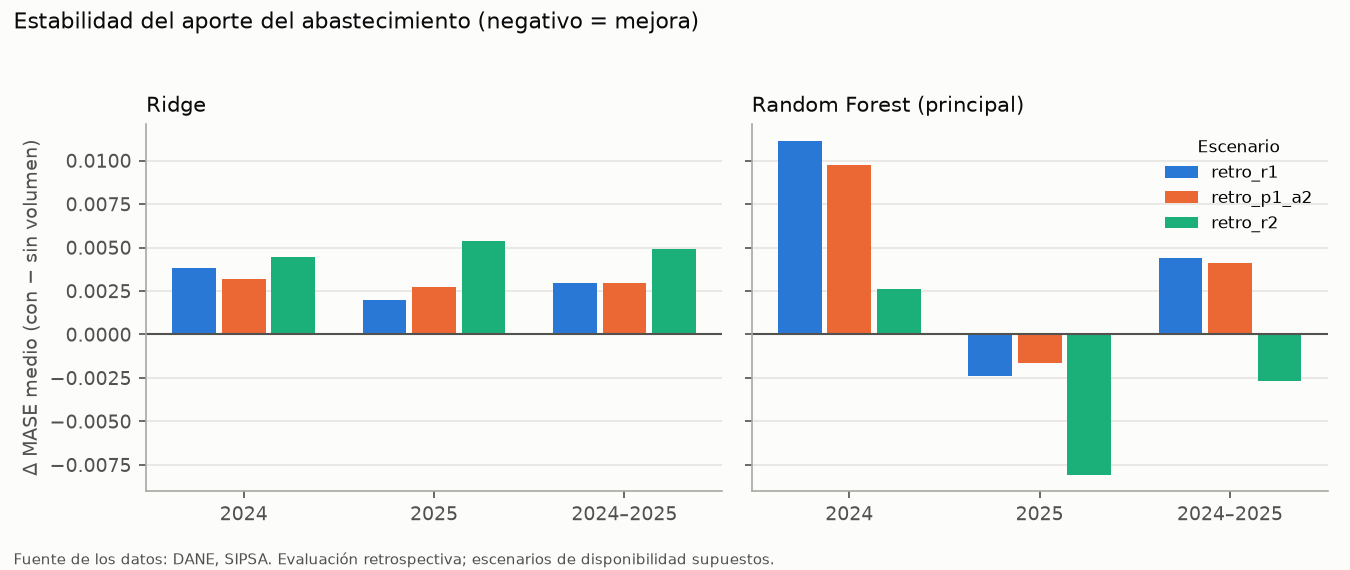 Estabilidad del aporte del abastecimiento (negativo = mejora)
Ridge
Random Forest (principal)
Δ MASE medio (con − sin volumen)
0.0100
0.0075
0.0050
0.0025
0.0000
−0.0025
−0.0050
−0.0075
Escenario
retro_r1
retro_p1_a2
retro_r2
2024
2025
2024–2025
2024
2025
2024–2025
Fuente de los datos: DANE, SIPSA. Evaluación retrospectiva; escenarios de disponibilidad supuestos.